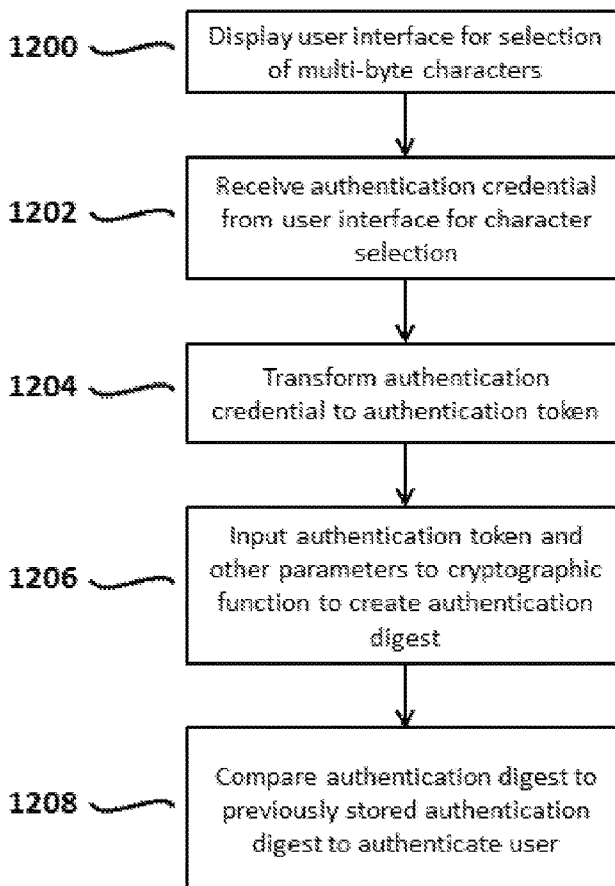 1200
Display user interface for selection
of multi-byte characters
1202
Receive authentication credential
from user interface for character
selection
1204
Transform authentication
credential to authentication token
1206
Input authentication token and
other parameters to cryptographic
function to create authentication
digest
1208
Compare authentication digest to
previously stored authentication
digest to authenticate user